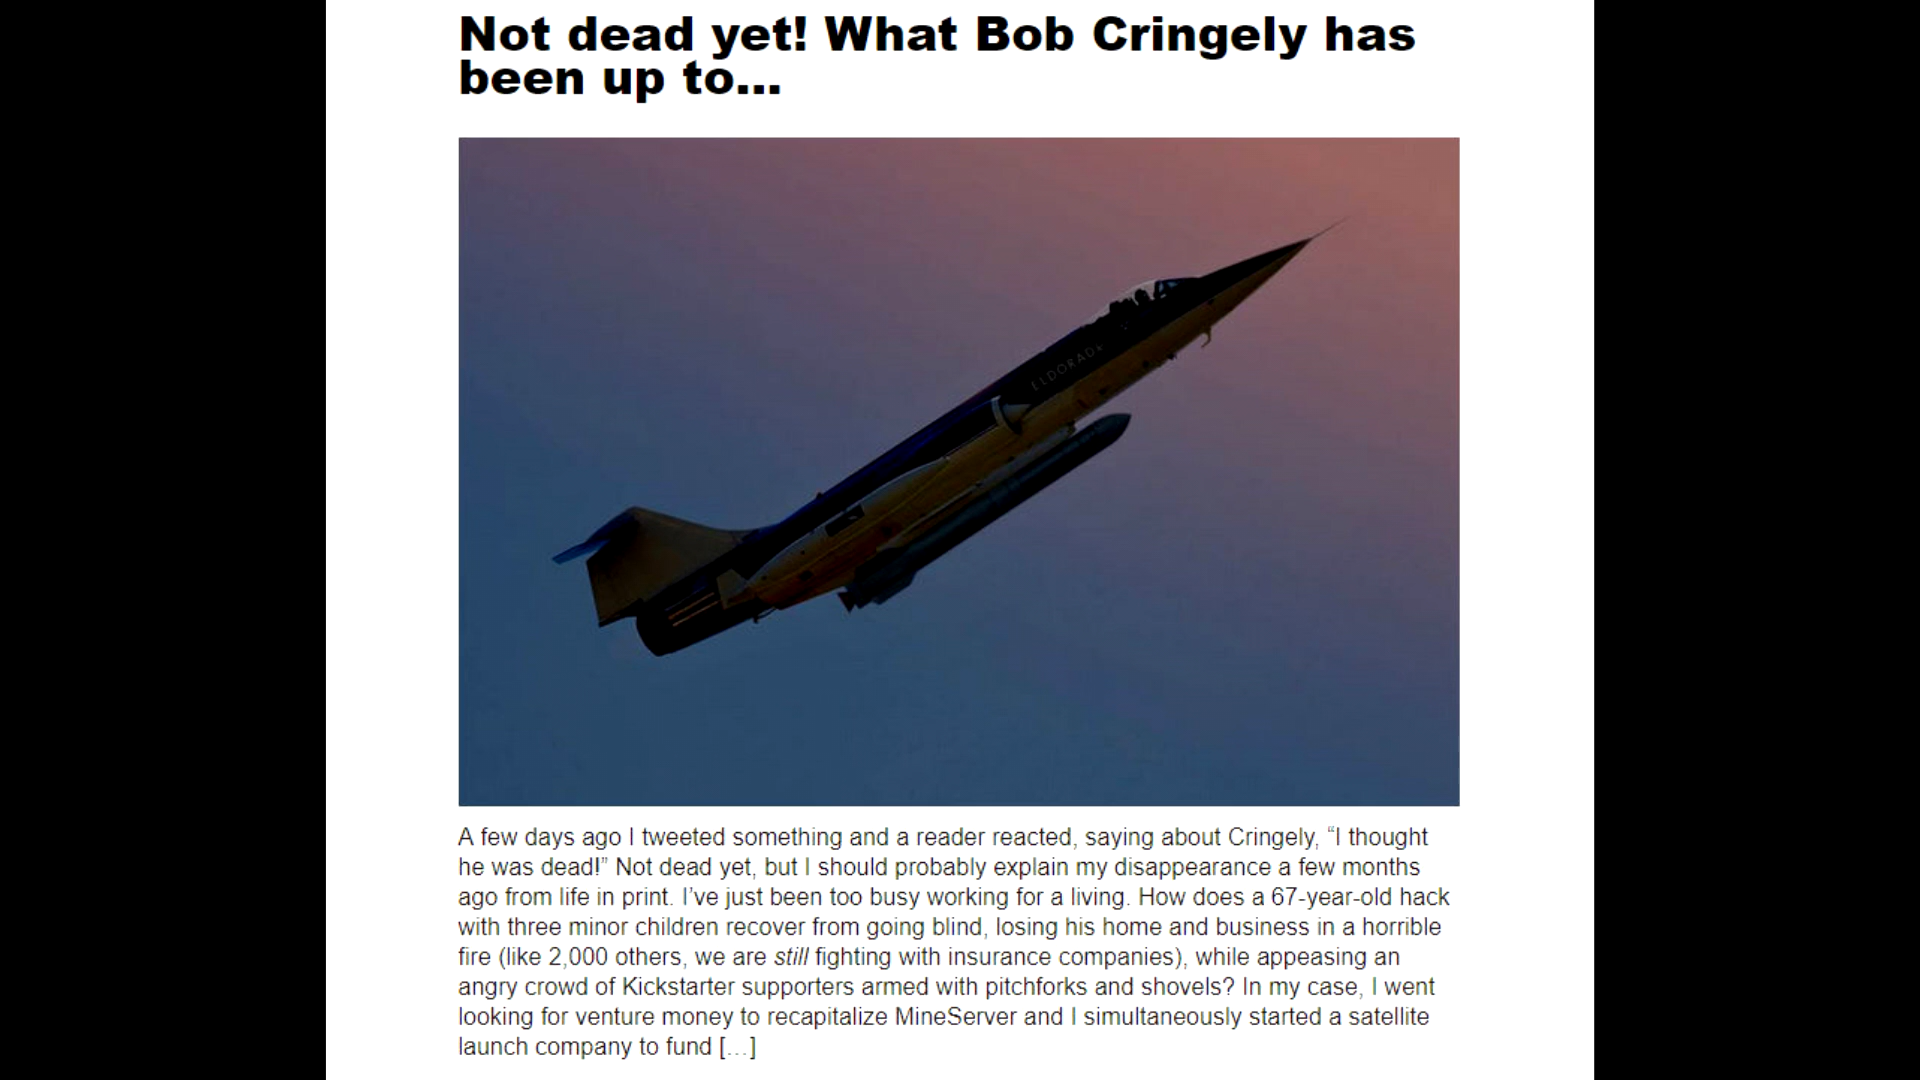 Not dead yet! What Bob Cringely has
been up to…
ELDORADO
A few days ago I tweeted something and a reader reacted, saying about Cringely, “I thought
he was dead!” Not dead yet, but I should probably explain my disappearance a few months
ago from life in print. I’ve just been too busy working for a living. How does a 67-year-old hack
with three minor children recover from going blind, losing his home and business in a horrible
fire (like 2,000 others, we are still fighting with insurance companies), while appeasing an
angry crowd of Kickstarter supporters armed with pitchforks and shovels? In my case, I went
looking for venture money to recapitalize MineServer and I simultaneously started a satellite
launch company to fund […]